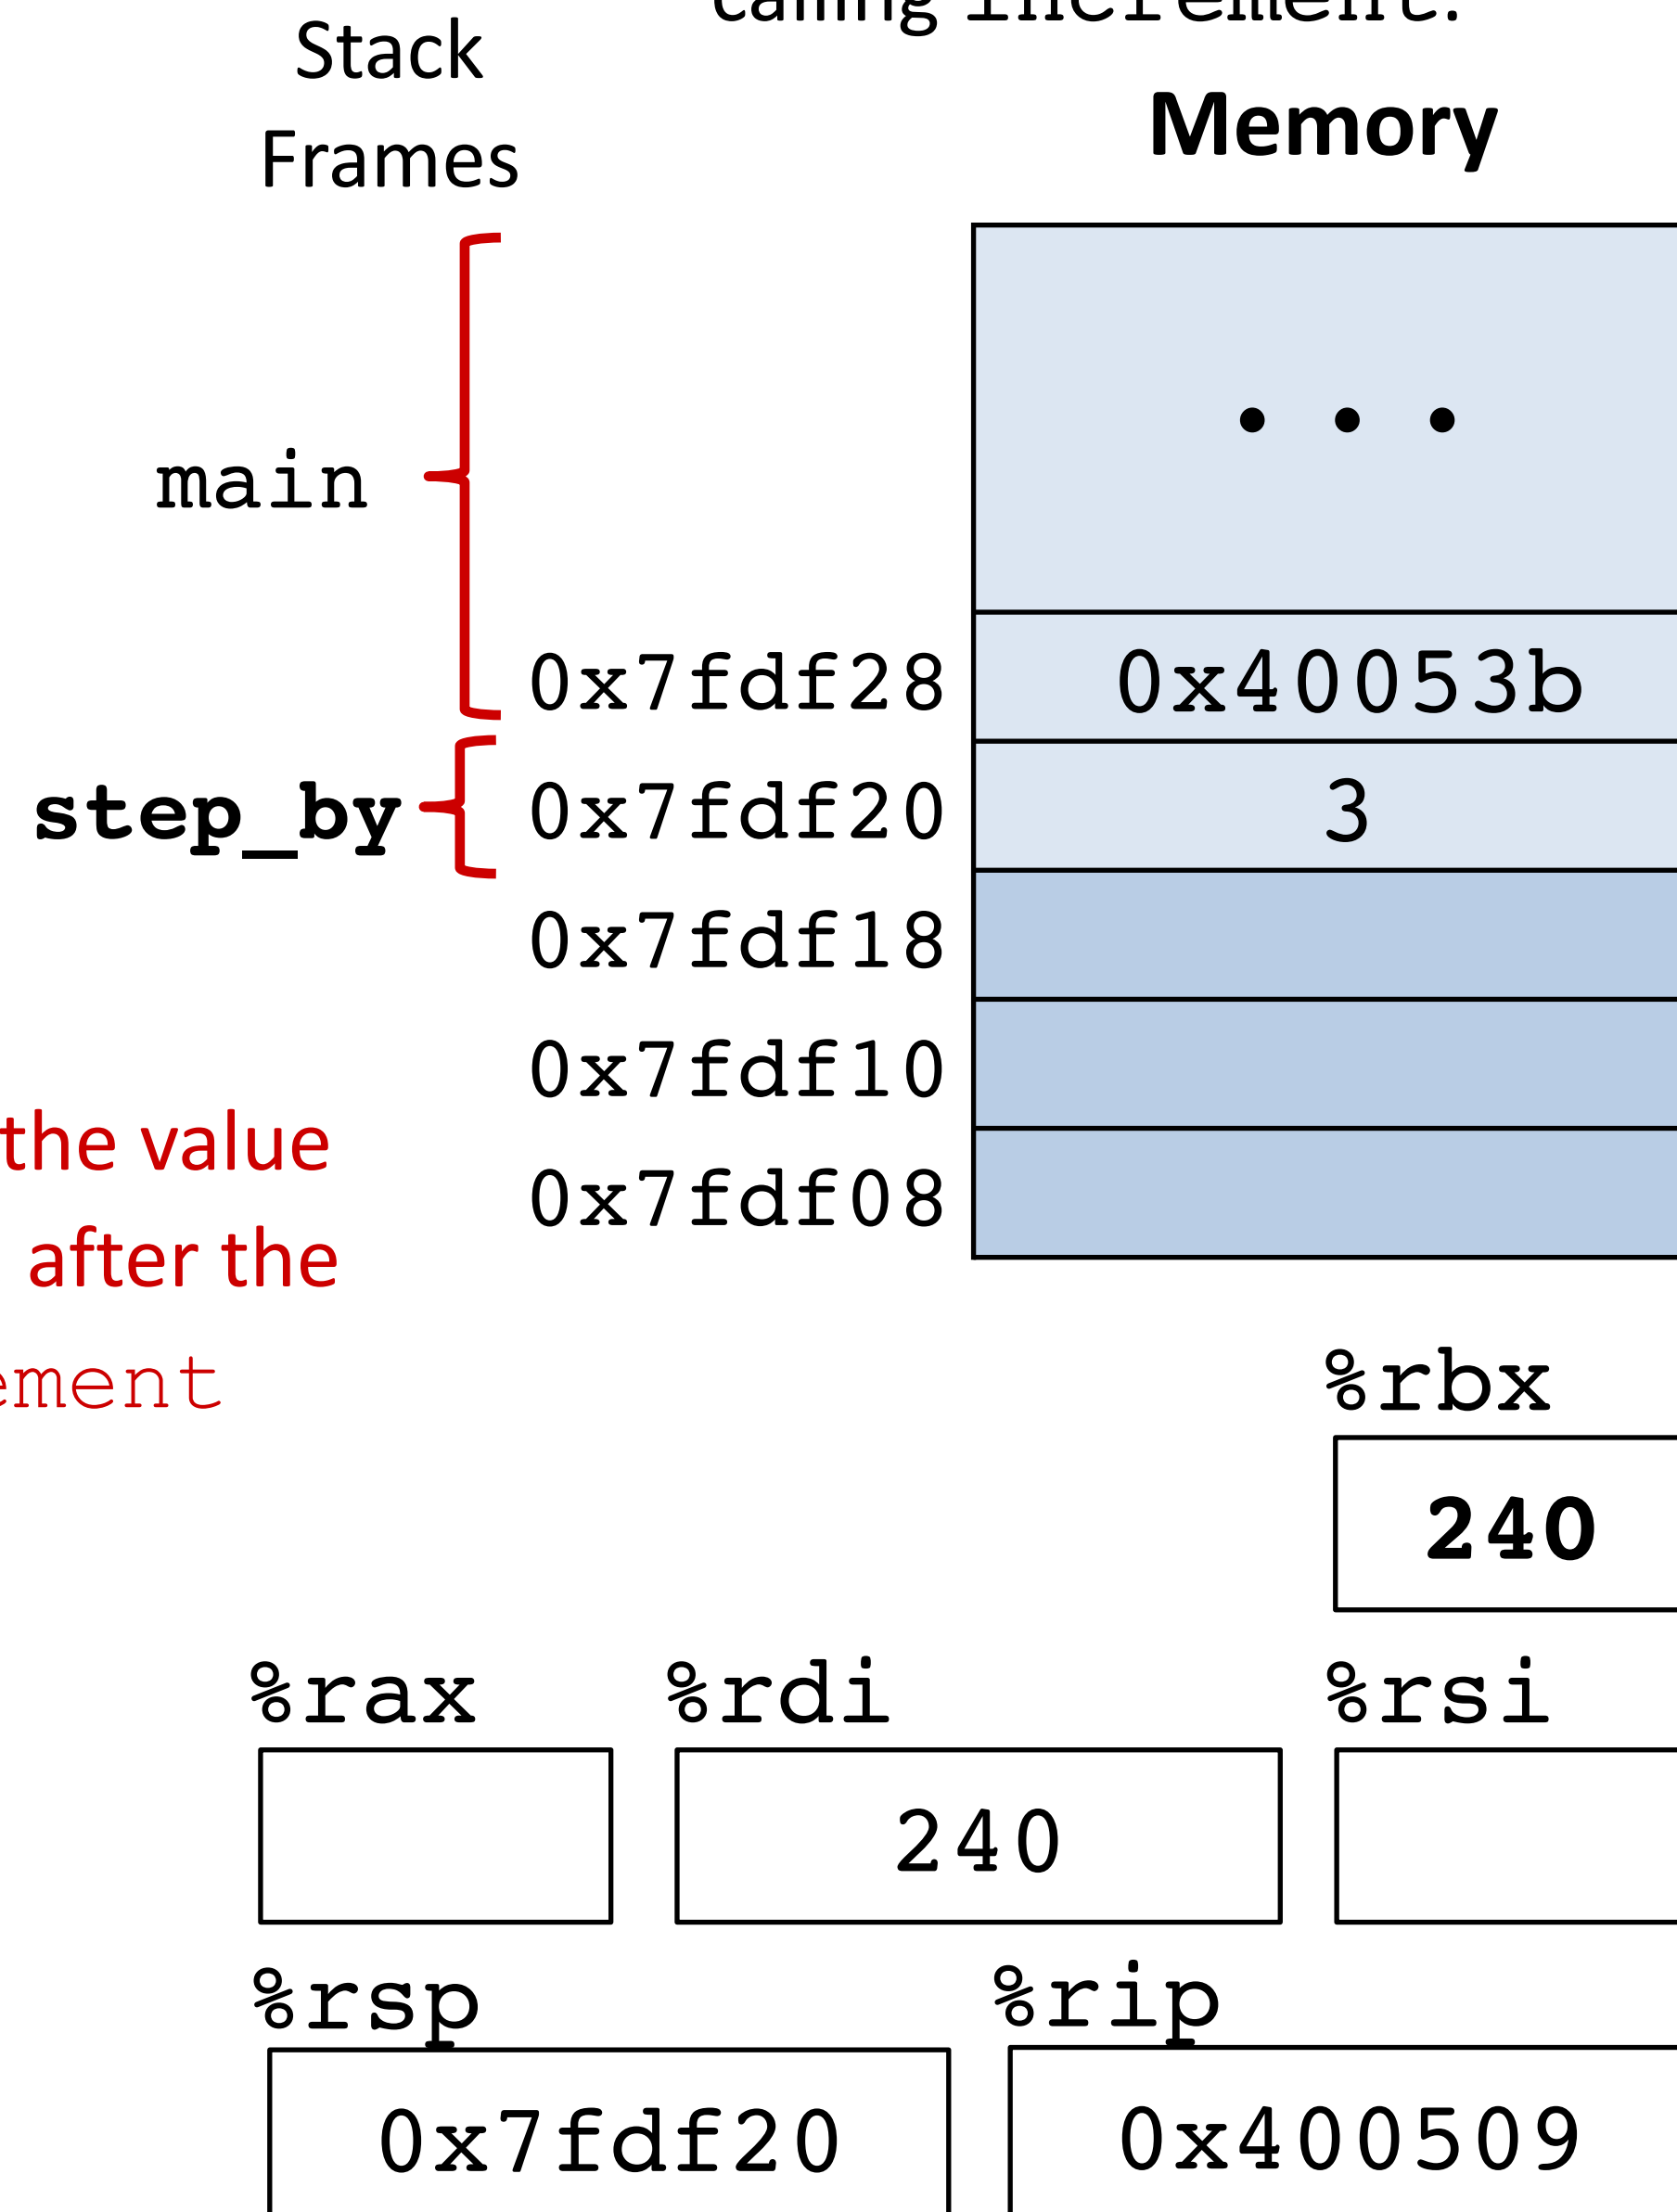 increment.
Stack
Frames
Memory
• • •
main
0x7fdf28 0x40053b
step_by 0x7fdf20 3
0x7fdf18
0x7fdf10
the value
0x7fdf08
after the
ement
%rbx
240
%rax %rdi %rsi
240
%rsp %rip
0x7fdf20 0x400509